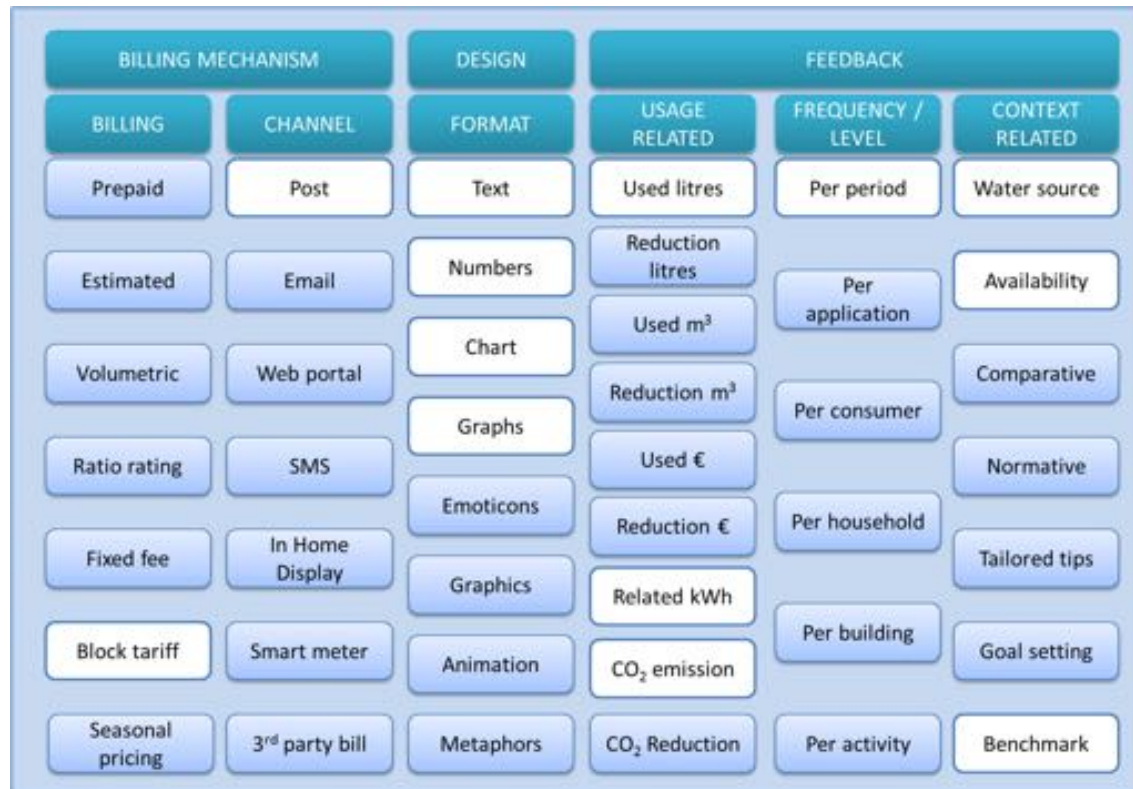 BILLING MECHANISM
DESIGN
FEEDBACK
BILLING
CHANNEL
FORMAT
USAGE
RELATED
FREQUENCY /
LEVEL
CONTEXT
RELATED
Prepaid
Estimated
Volumetric
Ratio rating
Fixed fee
Block tariff
Seasonal
pricing
Post
Email
Web portal
SMS
In Home
Display
Smart meter
3rd party bill
Text
Numbers
Chart
Graphs
Emoticons
Graphics
Animation
Metaphors
Used litres
Reduction
litres
Used m³
Reduction m³
Used €
Reduction €
Related kWh
CO₂ emission
CO₂ Reduction
Per period
Per
application
Per consumer
Per household
Per building
Per activity
Water source
Availability
Comparative
Normative
Tailored tips
Goal setting
Benchmark